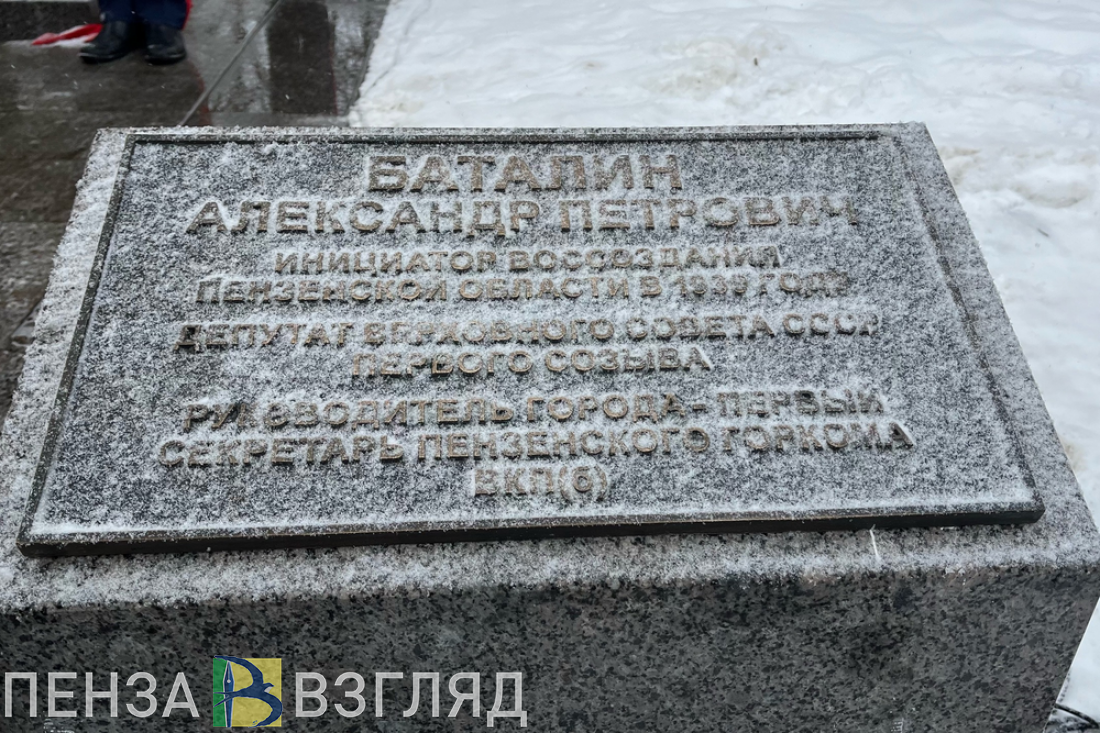 БАТАЛИН
АЛЕКСАНДР ПЕТРОВИЧ
ИНИЦИАТОР ВОССОЗДАНИЯ
ПЕНЗЕНСКОЙ ОБЛАСТИ В 1939 ГОДУ
ДЕПУТАТ ВЕРХОВНОГО СОВЕТА СССР
ПЕРВОГО СОЗЫВА
РУКОВОДИТЕЛЬ ГОРОДА - ПЕРВЫЙ
СЕКРЕТАРЬ ПЕНЗЕНСКОГО ГОРКОМА
ВКП(б)
ПЕНЗА В ВЗГЛЯД